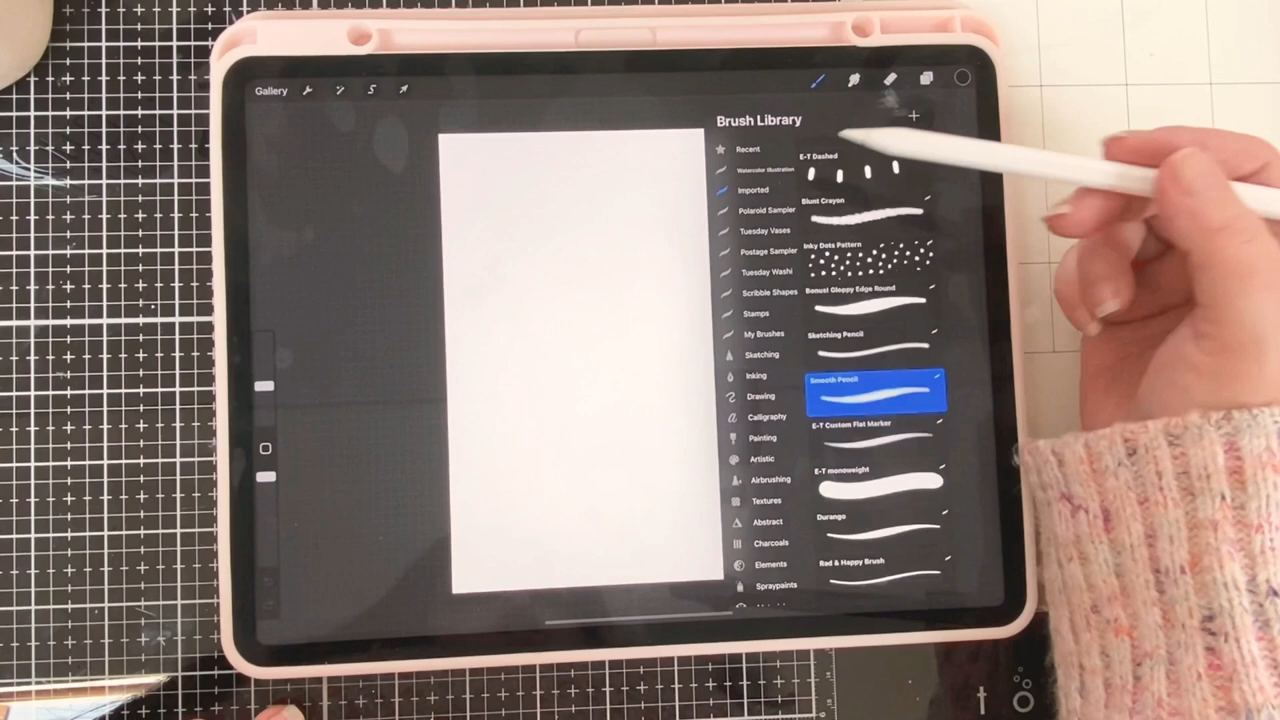 Gallery
Brush Library
Recent
Watercolor Illustration
Imported
Polaroid Sampler
Tuesday Vases
Postage Sampler
Tuesday Washi
Scribble Shapes
Stamps
My Brushes
Sketching
Inking
Drawing
Calligraphy
Painting
Artistic
Airbrushing
Textures
Abstract
Charcoals
Elements
Spraypaints
E-T Dashed
Blunt Crayon
Inky Dots Pattern
Bonus! Gloppy Edge Round
Sketching Pencil
Smooth Pencil
E-T Custom Flat Marker
E-T monoweight
Durango
Rad & Happy Brush